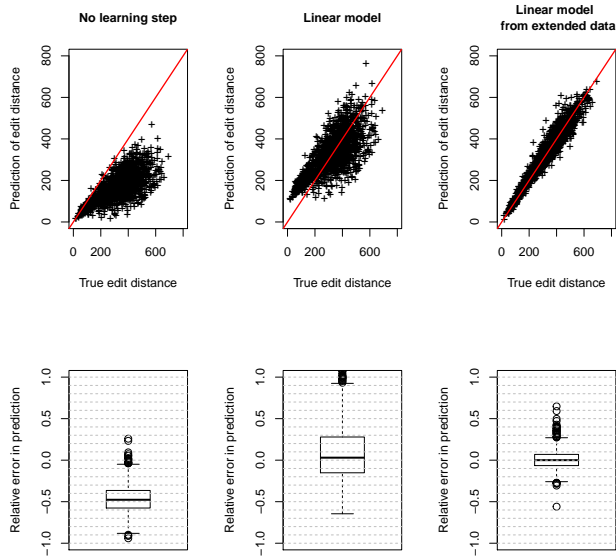 No learning step
Linear model
Linear model
from extended data
Prediction of edit distance
0 200 400 600 800
0 200 400 600
True edit distance
Prediction of edit distance
0 200 400 600 800
0 200 400 600
True edit distance
Prediction of edit distance
0 200 400 600 800
0 200 400 600
True edit distance
Relative error in prediction
−1.0 −0.5 0.0 0.5 1.0
Relative error in prediction
−1.0 −0.5 0.0 0.5 1.0
Relative error in prediction
−1.0 −0.5 0.0 0.5 1.0